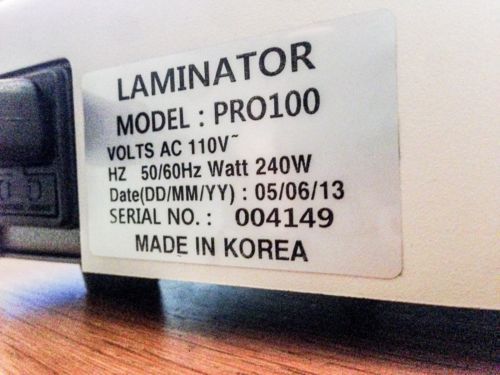 LAMINATOR
MODEL : PRO100
VOLTS AC 110V~
HZ 50/60Hz Watt 240W
Date(DD/MM/YY) : 05/06/13
SERIAL NO. : 004149
MADE IN KOREA